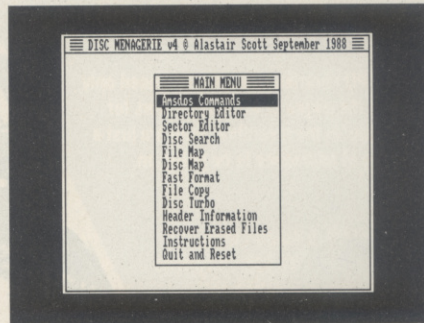 DISC MENAGERIE v4 @ Alastair Scott September 1988
MAIN MENU
Amsdos Commands
Directory Editor
Sector Editor
Disc Search
File Map
Disc Map
Fast Format
File Copy
Disc Turbo
Header Information
Recover Erased Files
Instructions
Quit and Reset